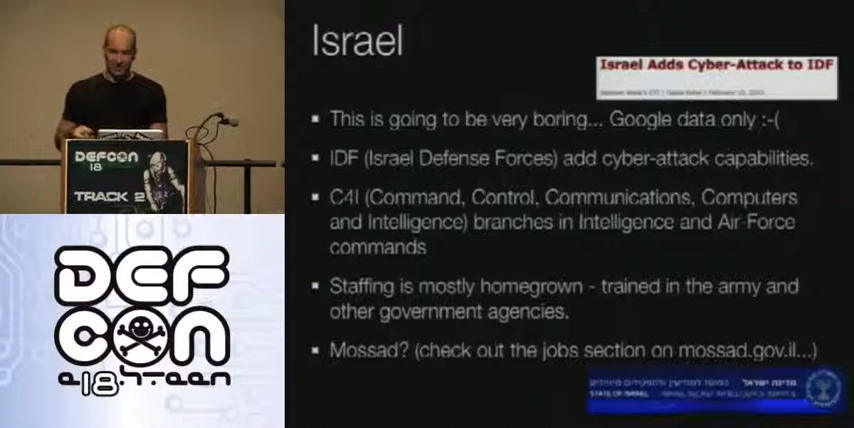 Israel
Israel Adds Cyber-Attack to IDF
This is going to be very boring... Google data only :-(
IDF (Israel Defense Forces) add cyber-attack capabilities.
C4I (Command, Control, Communications, Computers
and Intelligence) branches in Intelligence and Air-Force
commands
Staffing is mostly homegrown - trained in the army and
other government agencies.
Mossad? (check out the jobs section on mossad.gov.il...)
מדינת ישראל
STATE OF ISRAEL
DEFCON
18
TRACK 2
DEF
CON
e18hteen